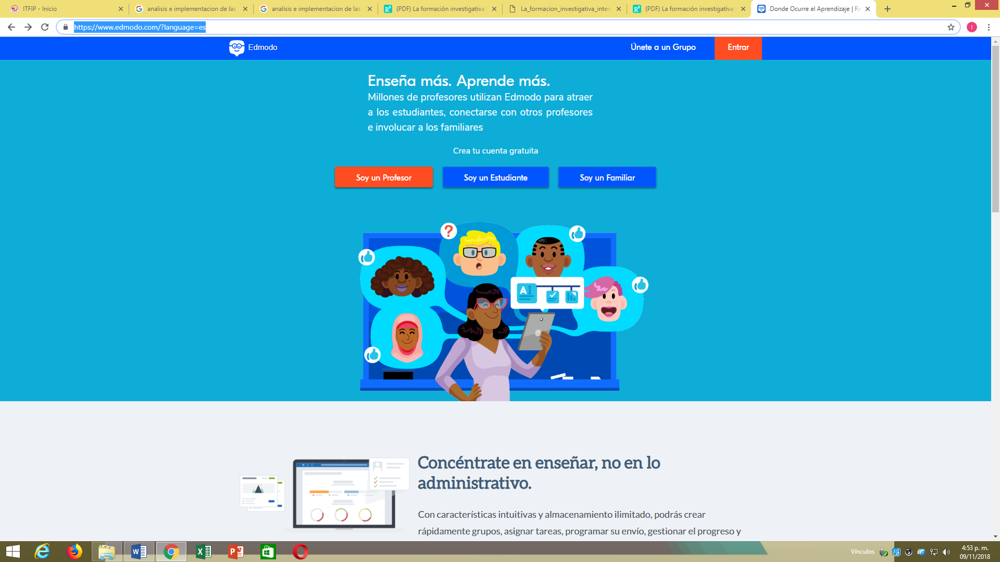 ITFIP - Inicio
analisis e implementacion de las
analisis e implementacion de las
(PDF) La formación investigativa
La_formacion_investigativa_inter
(PDF) La formación investigativa
Donde Ocurre el Aprendizaje | Re
https://www.edmodo.com/?language=es
Edmodo
Únete a un Grupo
Entrar
Enseña más. Aprende más.
Millones de profesores utilizan Edmodo para atraer
a los estudiantes, conectarse con otros profesores
e involucar a los familiares
Crea tu cuenta gratuita
Soy un Profesor
Soy un Estudiante
Soy un Familiar
?
A
Concéntrate en enseñar, no en lo
administrativo.
Con características intuitivas y almacenamiento ilimitado, podrás crear
rápidamente grupos, asignar tareas, programar su envío, gestionar el progreso y
Vínculos
4:53 p. m.
09/11/2018